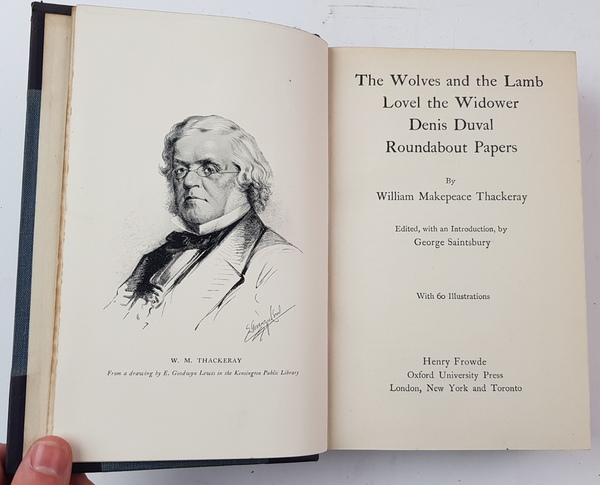 W. M. THACKERAY
From a drawing by E. Goodwyn Lewis in the Kensington Public Library
The Wolves and the Lamb
Lovel the Widower
Denis Duval
Roundabout Papers
By
William Makepeace Thackeray
Edited, with an Introduction, by
George Saintsbury
With 60 Illustrations
Henry Frowde
Oxford University Press
London, New York and Toronto